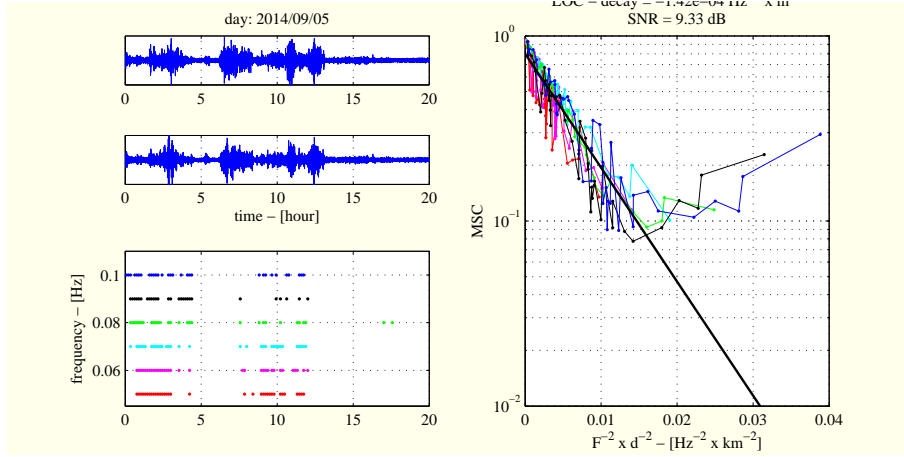 day: 2014/09/05
0 5 10 15 20
0 5 10 15 20
time – [hour]
frequency – [Hz]
0.1
0.08
0.06
0 5 10 15 20
SNR = 9.33 dB
MSC
10^0
10^-1
10^-2
0 0.01 0.02 0.03 0.04
F^-2 x d^-2 – [Hz^-2 x km^-2]